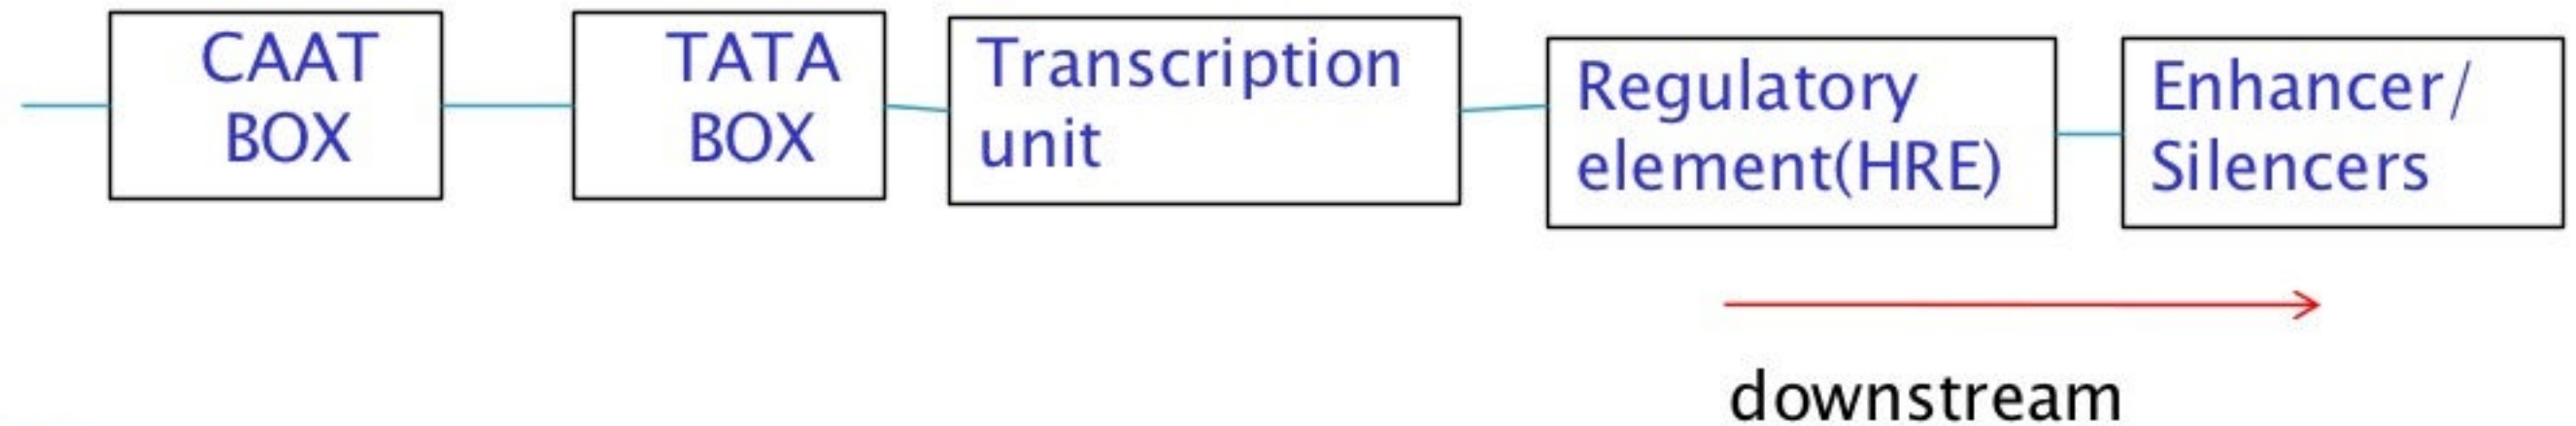 CAAT
BOX
TATA
BOX
Transcription
unit
Regulatory
element(HRE)
Enhancer/
Silencers
downstream